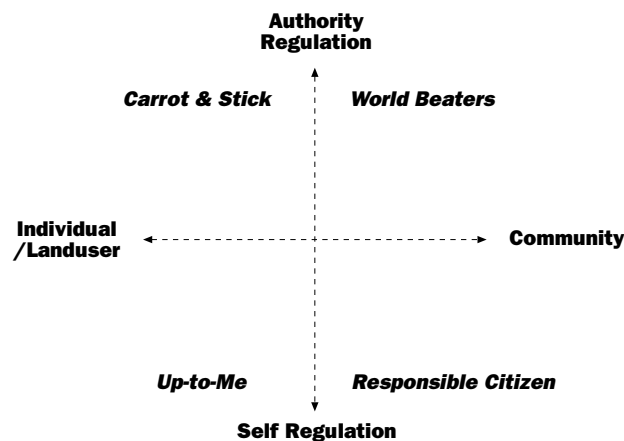 Authority
Regulation
Carrot & Stick
World Beaters
Individual
/Landuser
Community
Up-to-Me
Responsible Citizen
Self Regulation